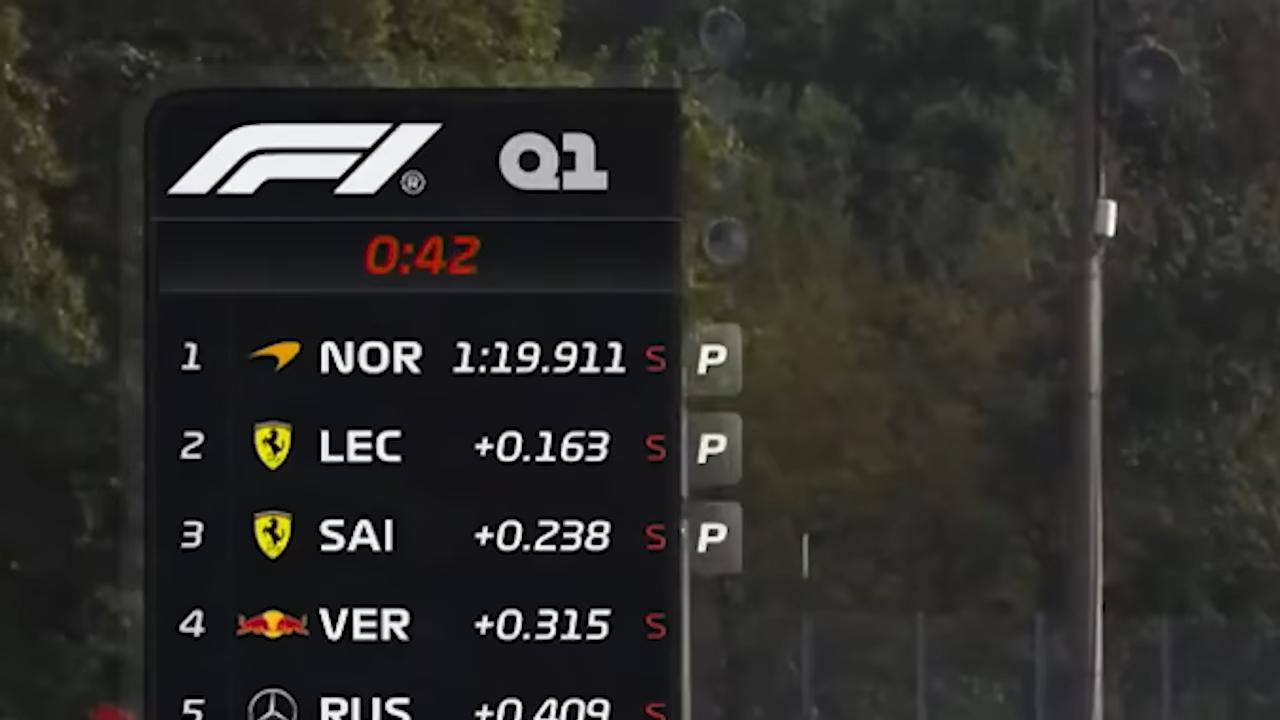 F1® Q1
0:42
1 NOR 1:19.911 S P
2 LEC +0.163 S P
3 SAI +0.238 S P
4 VER +0.315 S
5 RUS +0.409 S